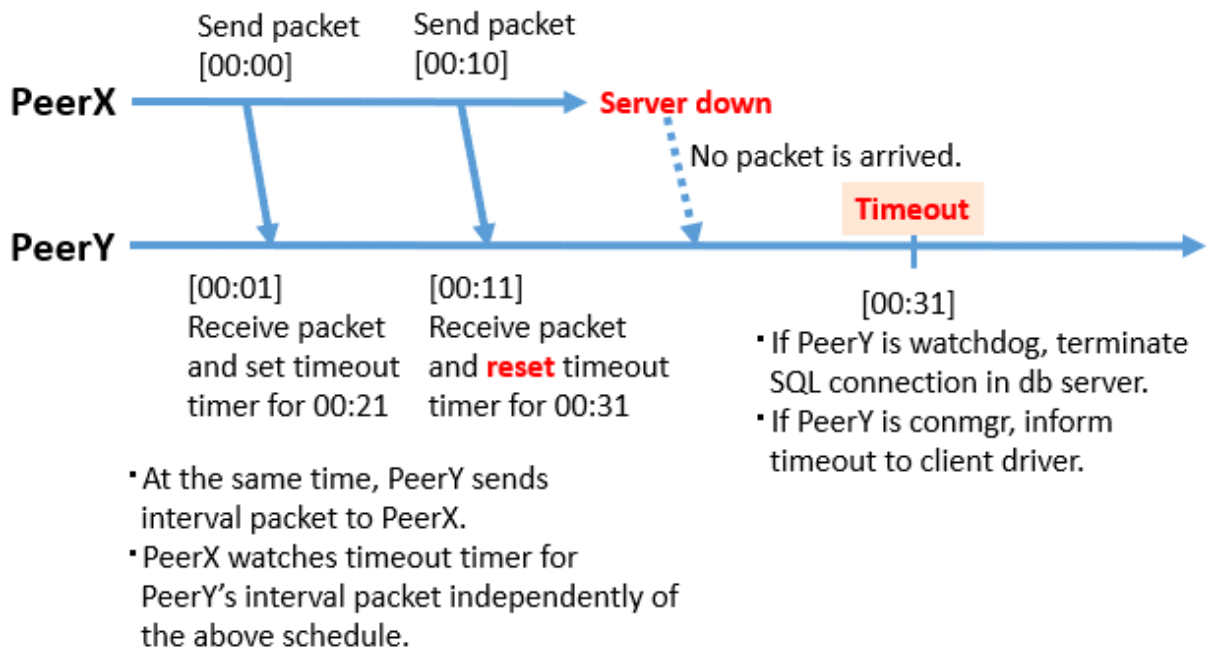 Send packet
[00:00]
Send packet
[00:10]
PeerX
Server down
No packet is arrived.
Timeout
PeerY
[00:01]
Receive packet
and set timeout
timer for 00:21
[00:11]
Receive packet
and reset timeout
timer for 00:31
[00:31]
・If PeerY is watchdog, terminate
SQL connection in db server.
・If PeerY is conmgr, inform
timeout to client driver.
・At the same time, PeerY sends
interval packet to PeerX.
・PeerX watches timeout timer for
PeerY’s interval packet independently of
the above schedule.